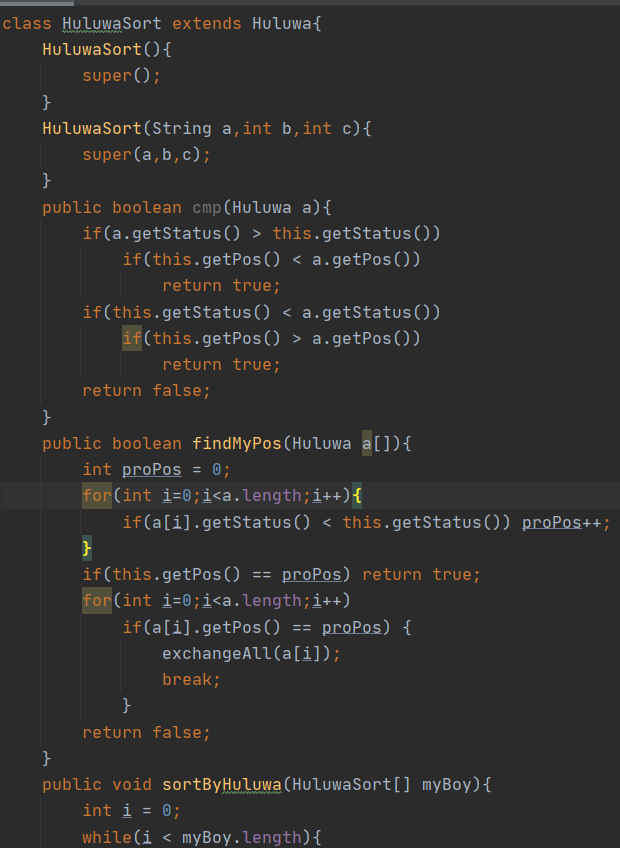 class HuluwaSort extends Huluwa{
    HuluwaSort(){
        super();
    }
    HuluwaSort(String a,int b,int c){
        super(a,b,c);
    }
    public boolean cmp(Huluwa a){
        if(a.getStatus() > this.getStatus())
            if(this.getPos() < a.getPos())
                return true;
        if(this.getStatus() < a.getStatus())
            if(this.getPos() > a.getPos())
                return true;
        return false;
    }
    public boolean findMyPos(Huluwa a[]){
        int proPos = 0;
        for(int i=0;i<a.length;i++){
            if(a[i].getStatus() < this.getStatus()) proPos++;
        }
        if(this.getPos() == proPos) return true;
        for(int i=0;i<a.length;i++)
            if(a[i].getPos() == proPos) {
                exchangeAll(a[i]);
                break;
            }
        return false;
    }
    public void sortByHuluwa(HuluwaSort[] myBoy){
        int i = 0;
        while(i < myBoy.length){